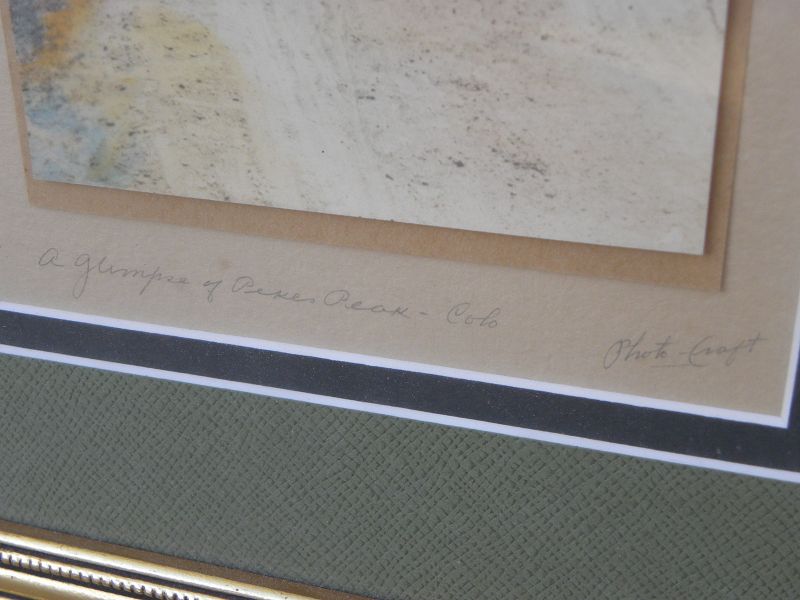 A glimpse of Pikes Peak - Colo
Photo-Craft